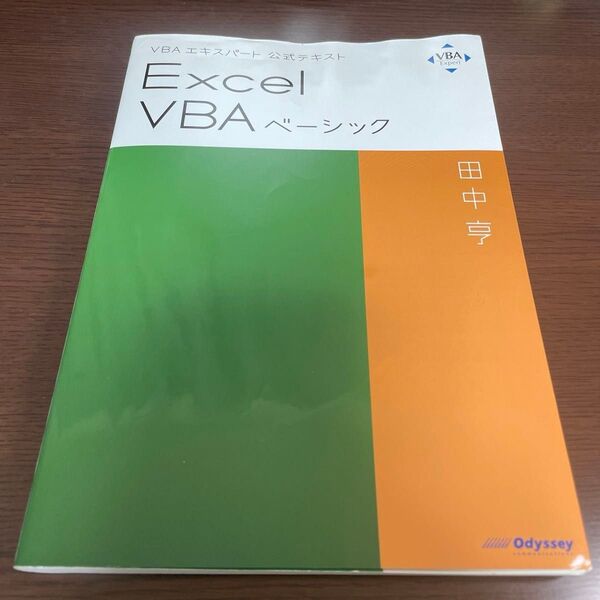 VBA エキスパート 公式テキスト
Excel
VBA ベーシック
VBA
Expert
田中亨
Odyssey
communications